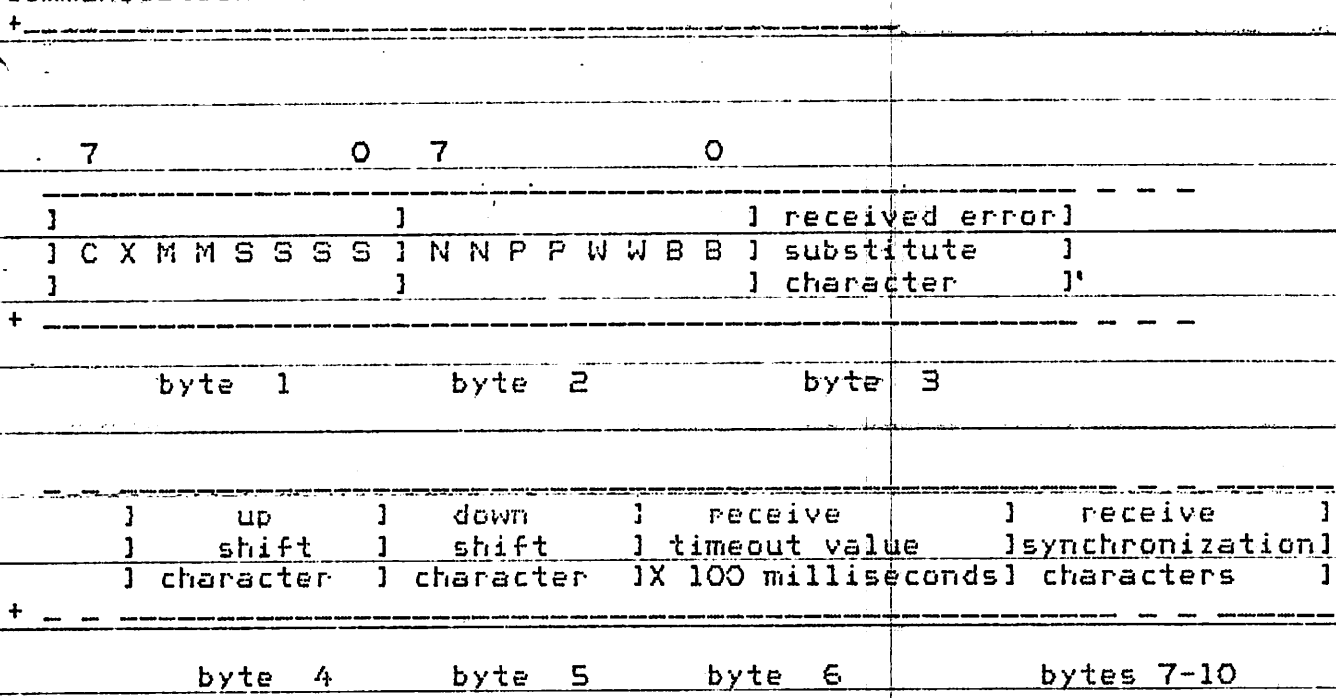 +
7 0 7 0
] ] ] received error]
] C X M M S S S S ] N N P P W W B B ] substitute ]
] ] ] character ]'
+
byte 1 byte 2 byte 3
] up ] down ] receive ] receive ]
] shift ] shift ] timeout value ]synchronization]
] character ] character ]X 100 milliseconds] characters ]
+
byte 4 byte 5 byte 6 bytes 7-10